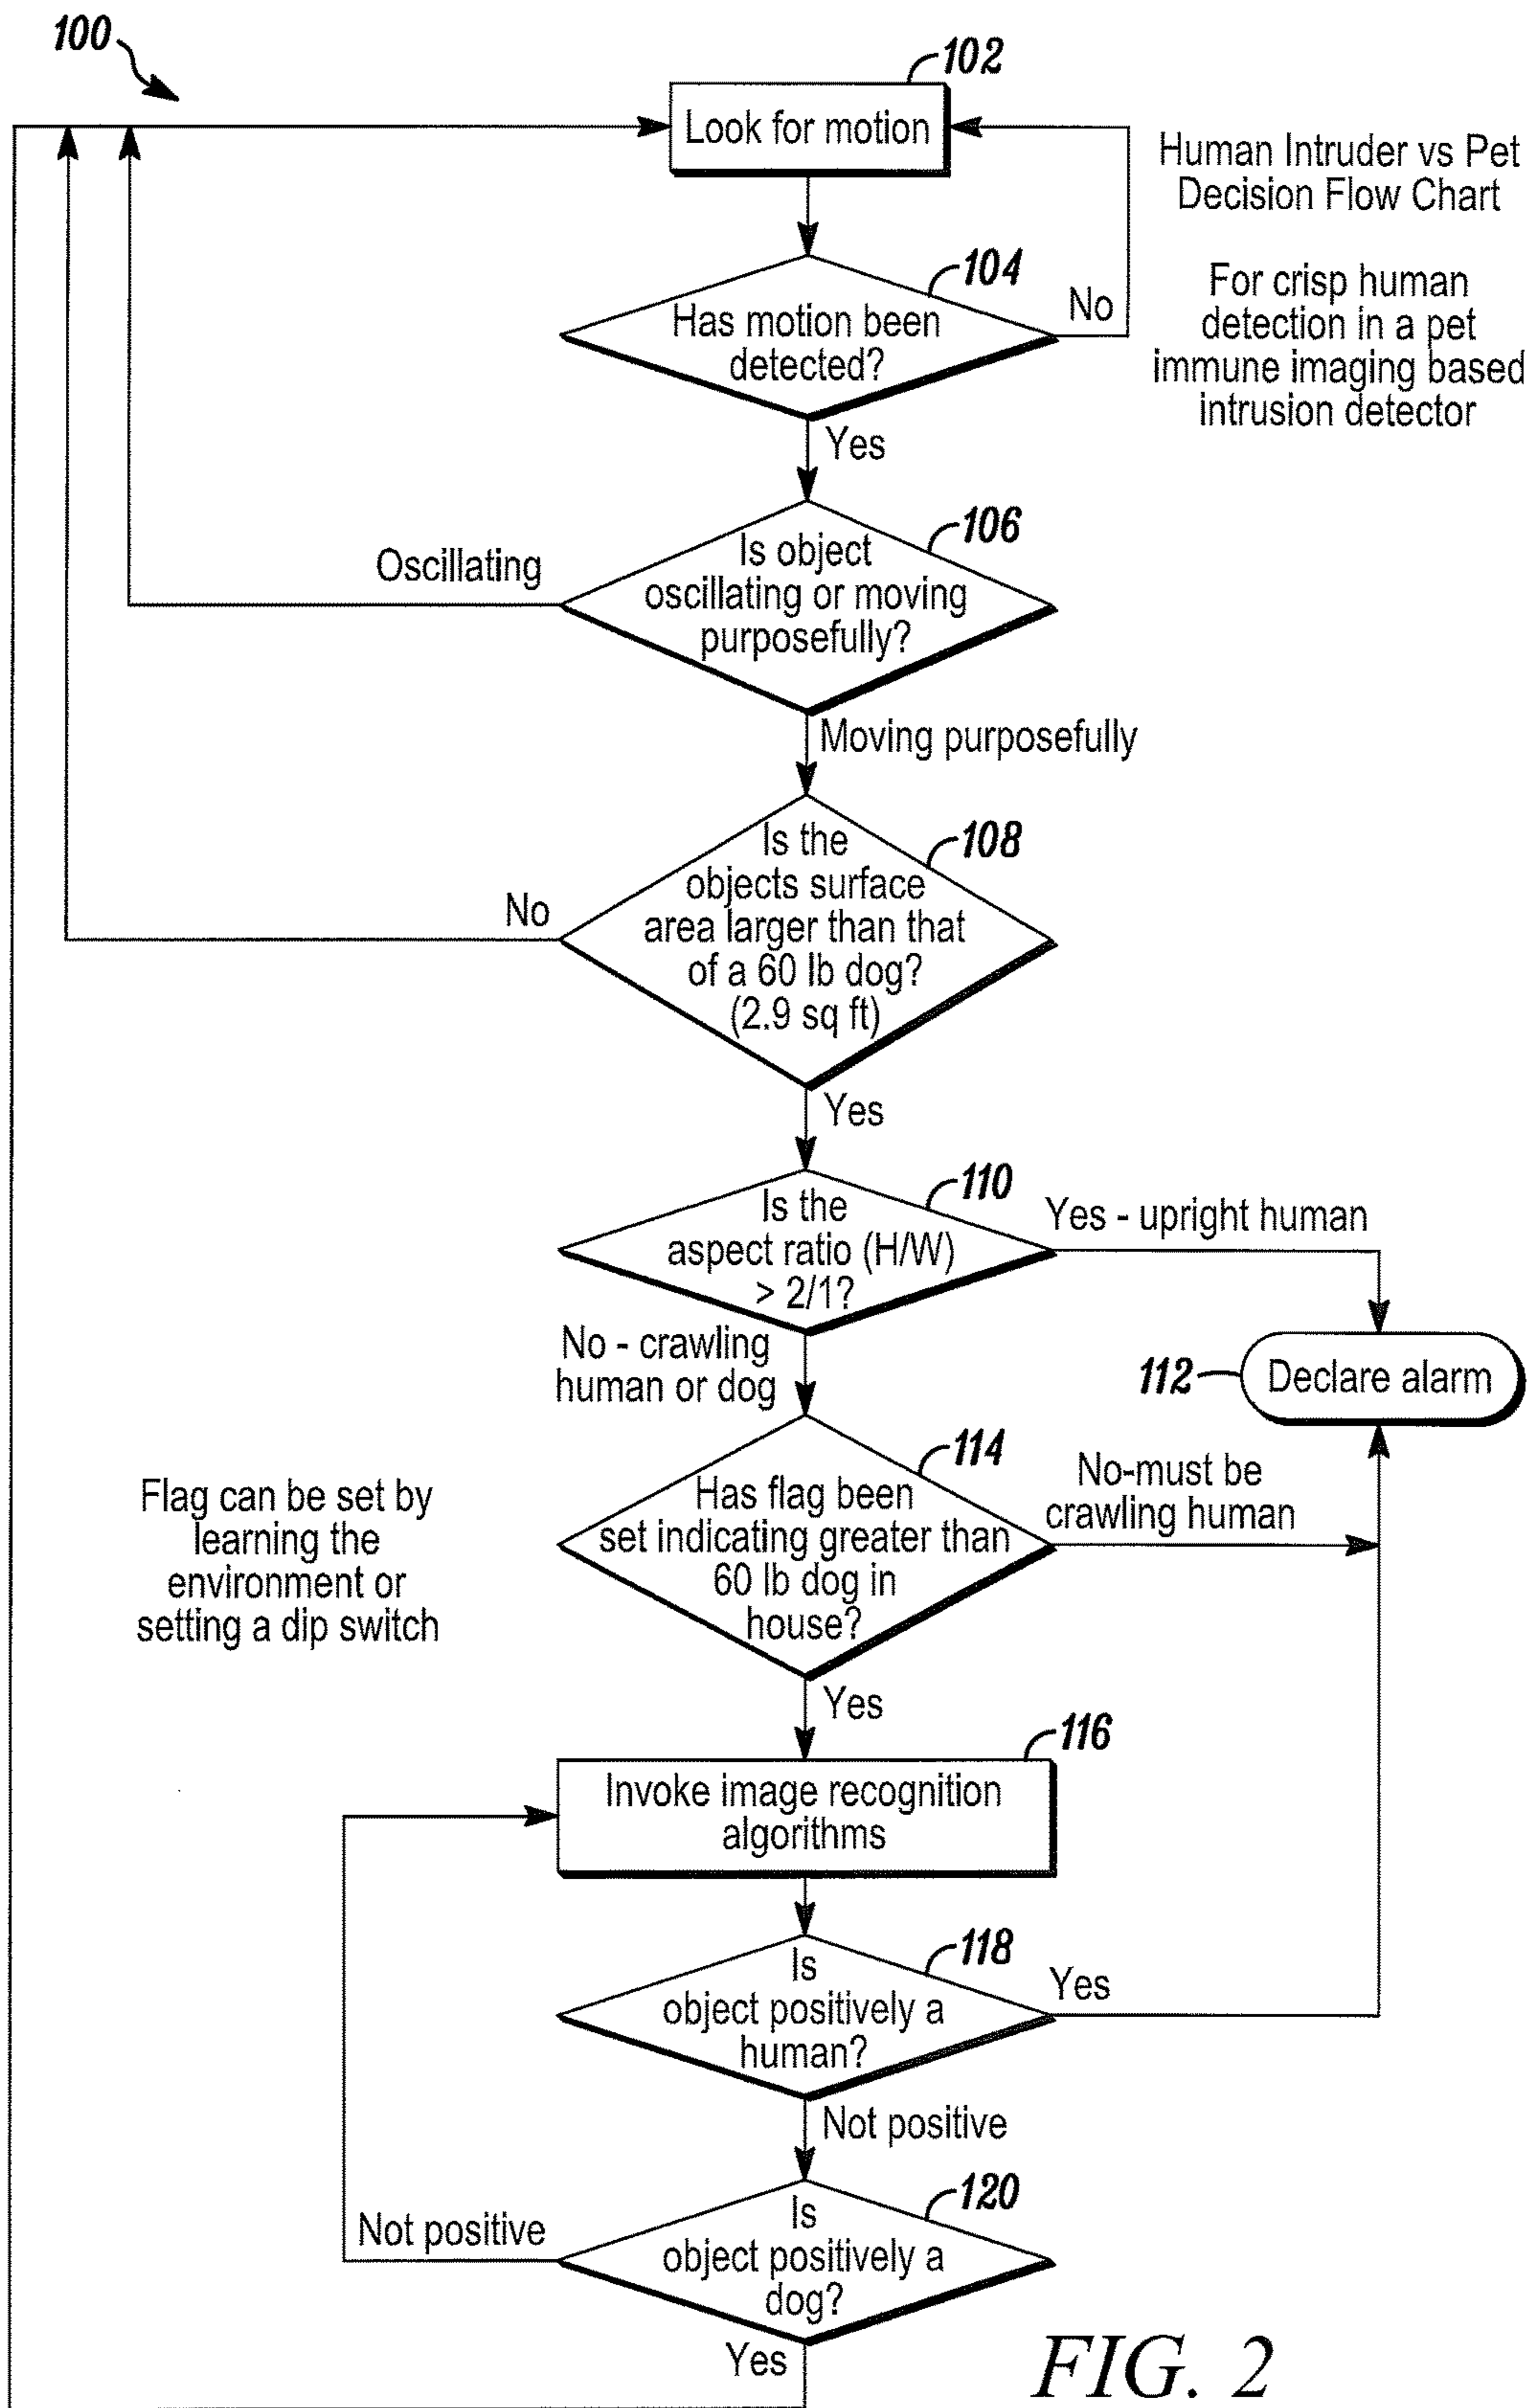 100
102
Look for motion
Human Intruder vs Pet
Decision Flow Chart
For crisp human
detection in a pet
immune imaging based
intrusion detector
104
Has motion been
detected?
No
Yes
106
Is object
oscillating or moving
purposefully?
Oscillating
Moving purposefully
108
Is the
objects surface
area larger than that
of a 60 lb dog?
(2.9 sq ft)
No
Yes
110
Is the
aspect ratio (H/W)
> 2/1?
Yes - upright human
No - crawling
human or dog
112
Declare alarm
114
Has flag been
set indicating greater than
60 lb dog in
house?
No-must be
crawling human
Flag can be set by
learning the
environment or
setting a dip switch
Yes
116
Invoke image recognition
algorithms
118
Is
object positively a
human?
Yes
Not positive
120
Is
object positively a
dog?
Not positive
Yes
FIG. 2